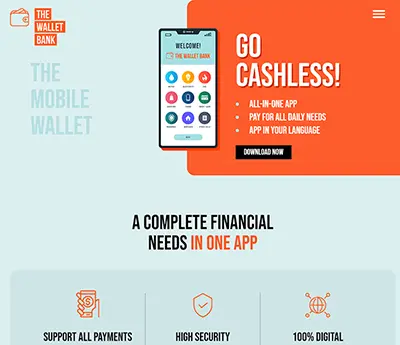 THE
WALLET
BANK
THE
MOBILE
WALLET
WELCOME!
THE WALLET BANK
GO
CASHLESS!
ALL-IN-ONE APP
PAY FOR ALL DAILY NEEDS
APP IN YOUR LANGUAGE
DOWNLOAD NOW
A COMPLETE FINANCIAL
NEEDS IN ONE APP
SUPPORT ALL PAYMENTS
HIGH SECURITY
100% DIGITAL